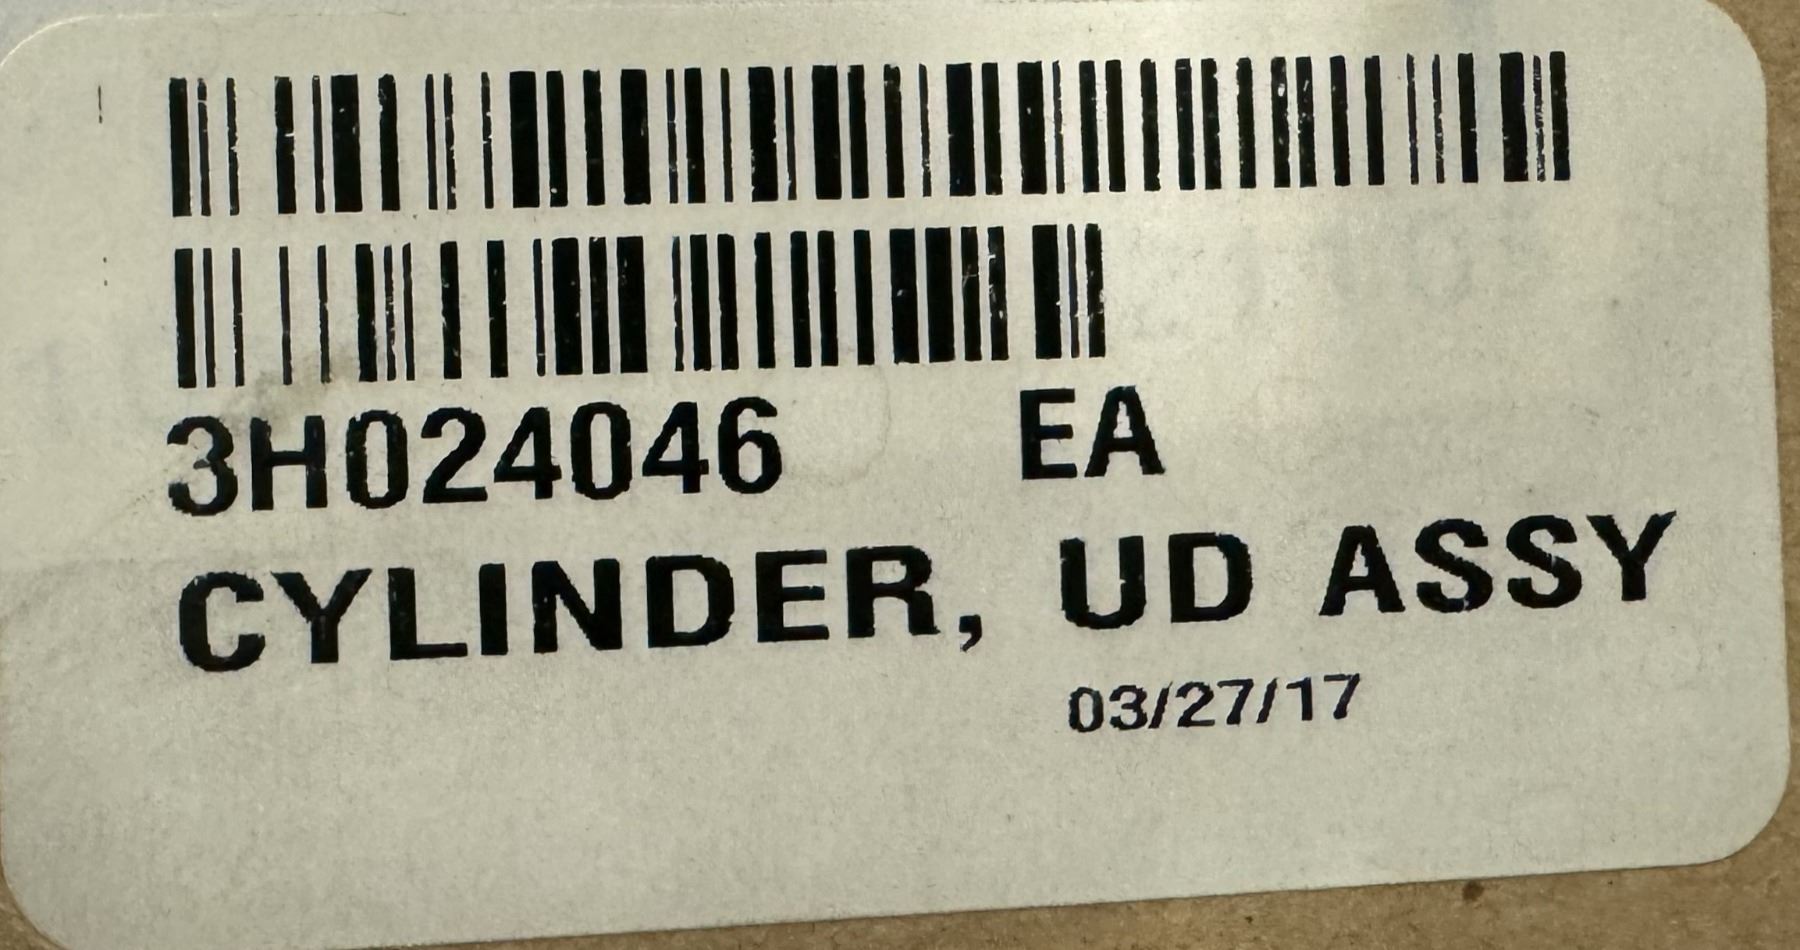 3H024046 EA
CYLINDER, UD ASSY
03/27/17